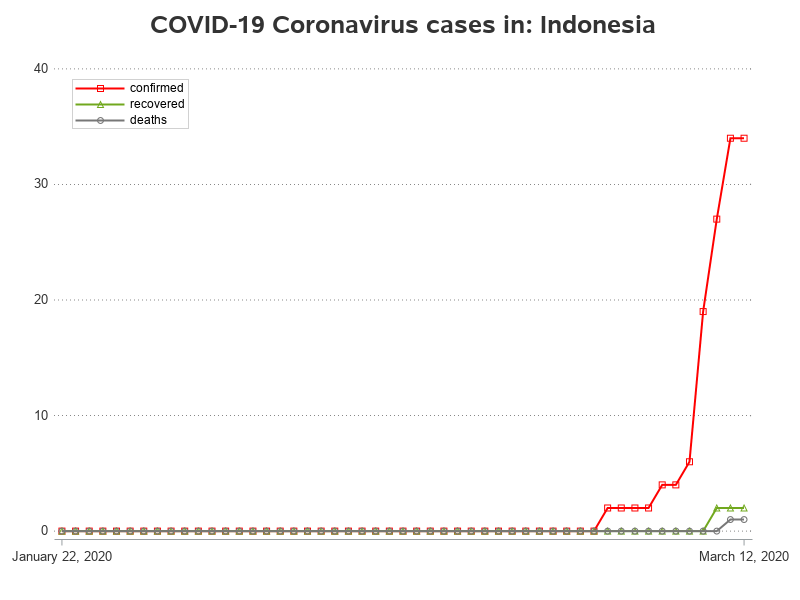 COVID-19 Coronavirus cases in: Indonesia
40
confirmed
recovered
deaths
30
20
10
0
January 22, 2020 March 12, 2020